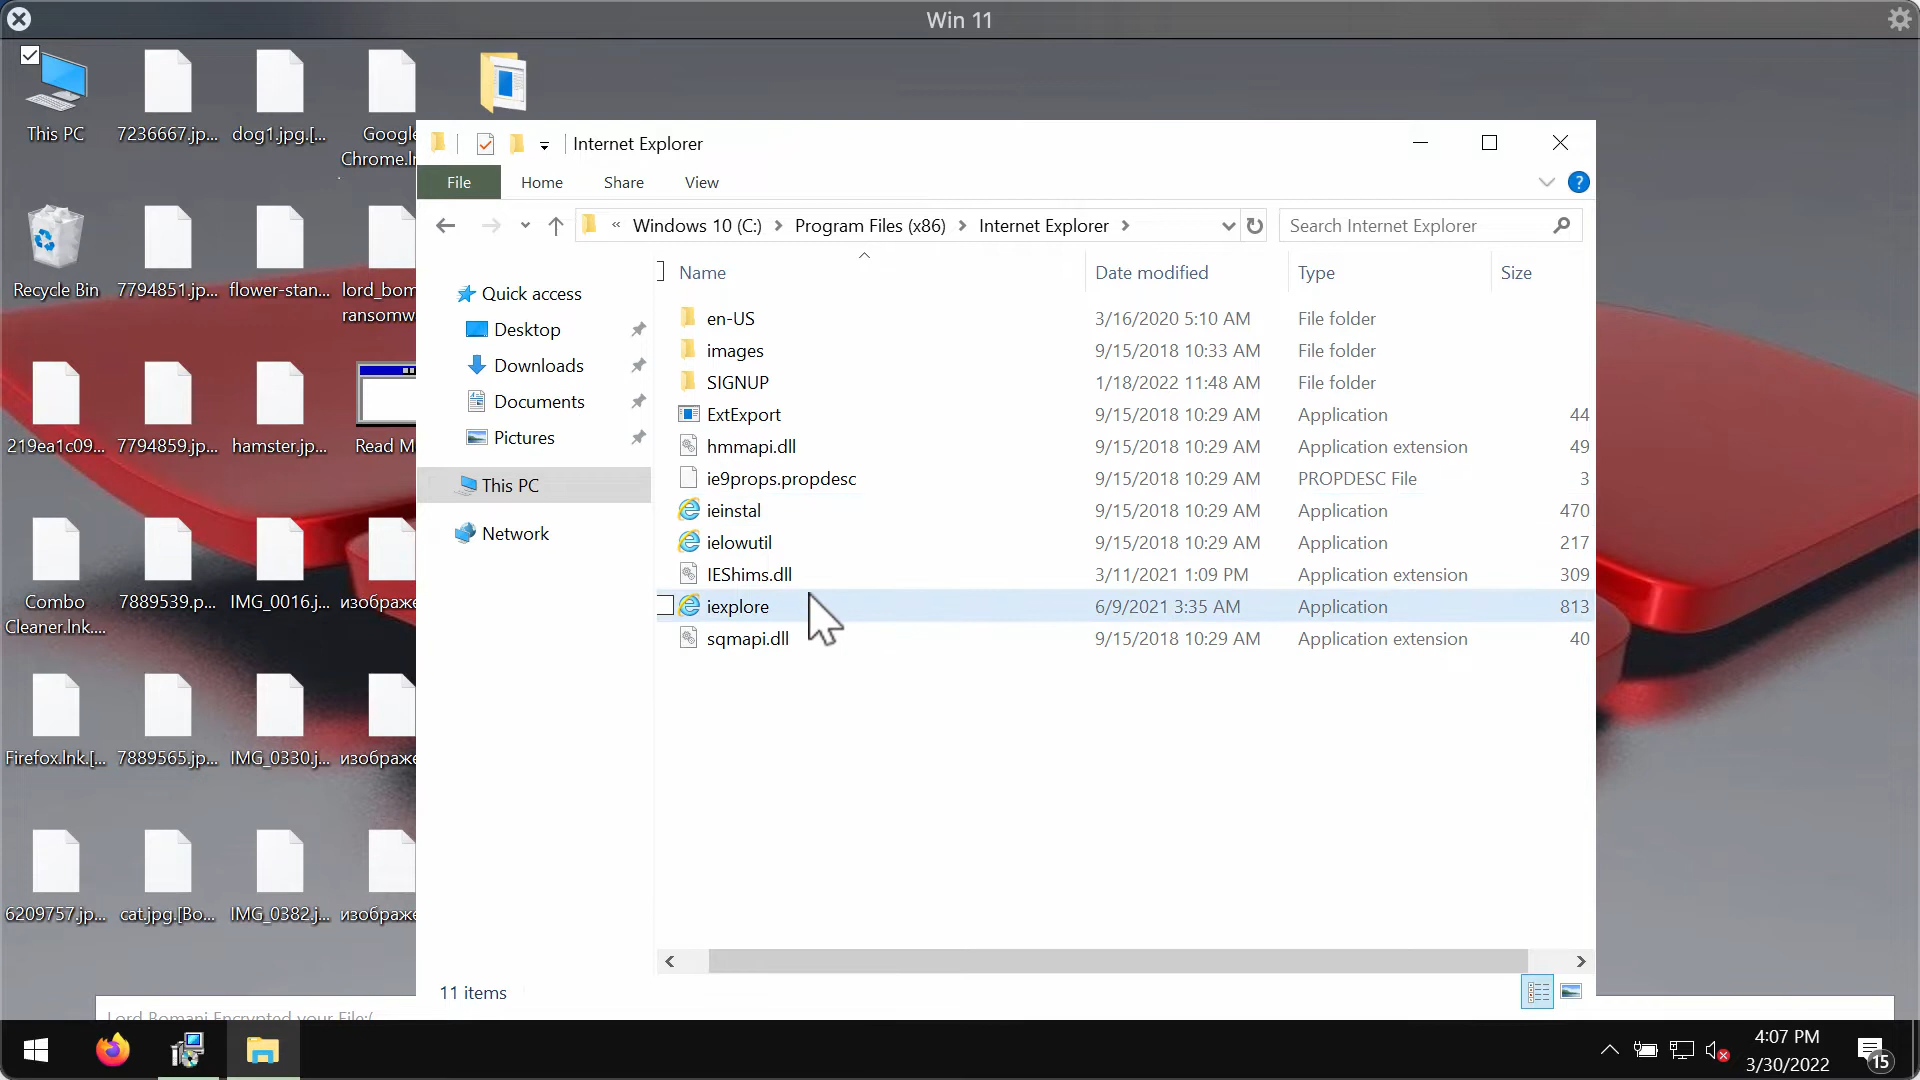 Win 11
This PC
7236667.jp...
dog1.jpg.[...
Google
Chrome.ln
Recycle Bin
7794851.jp...
flower-stan...
lord_bom
ransomw
219ea1c09...
7794859.jp...
hamster.jp...
Read M
Combo
Cleaner.lnk....
7889539.p...
IMG_0016.j...
изображе
Firefox.lnk.[...
7889565.jp...
IMG_0330.j...
изображе
6209757.jp...
cat.jpg.[Bo...
IMG_0382.j...
изображе
Internet Explorer
File Home Share View
« Windows 10 (C:) > Program Files (x86) > Internet Explorer >
Search Internet Explorer
Quick access
Desktop
Downloads
Documents
Pictures
This PC
Network
Name Date modified Type Size
en-US 3/16/2020 5:10 AM File folder
images 9/15/2018 10:33 AM File folder
SIGNUP 1/18/2022 11:48 AM File folder
ExtExport 9/15/2018 10:29 AM Application 44
hmmapi.dll 9/15/2018 10:29 AM Application extension 49
ie9props.propdesc 9/15/2018 10:29 AM PROPDESC File 3
ieinstal 9/15/2018 10:29 AM Application 470
ielowutil 9/15/2018 10:29 AM Application 217
IEShims.dll 3/11/2021 1:09 PM Application extension 309
iexplore 6/9/2021 3:35 AM Application 813
sqmapi.dll 9/15/2018 10:29 AM Application extension 40
11 items
Lord Bomani Encrypted your File:(
4:07 PM
3/30/2022
15